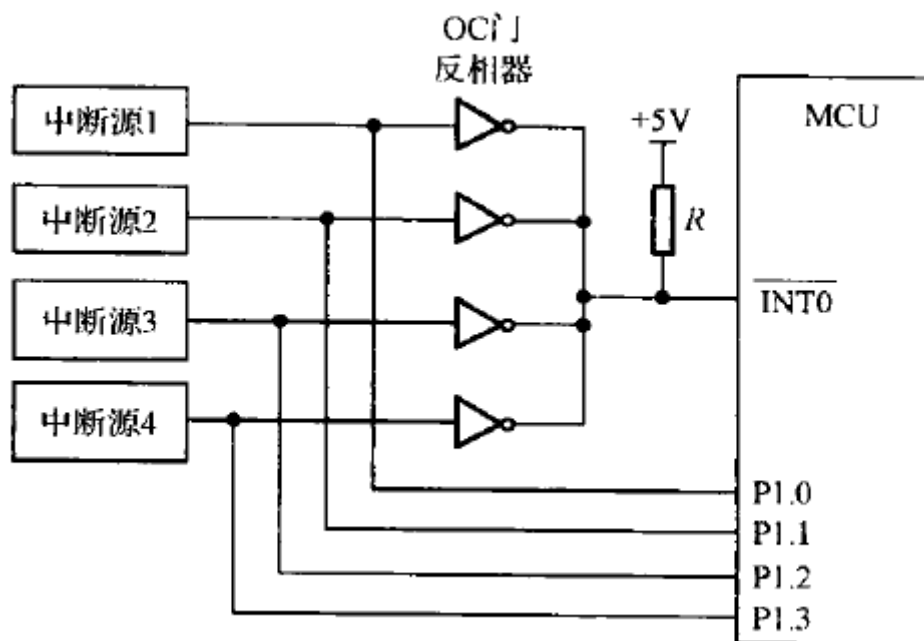 OC门
反相器
中断源1
中断源2
中断源3
中断源4
+5V
R
MCU
INT0
P1.0
P1.1
P1.2
P1.3